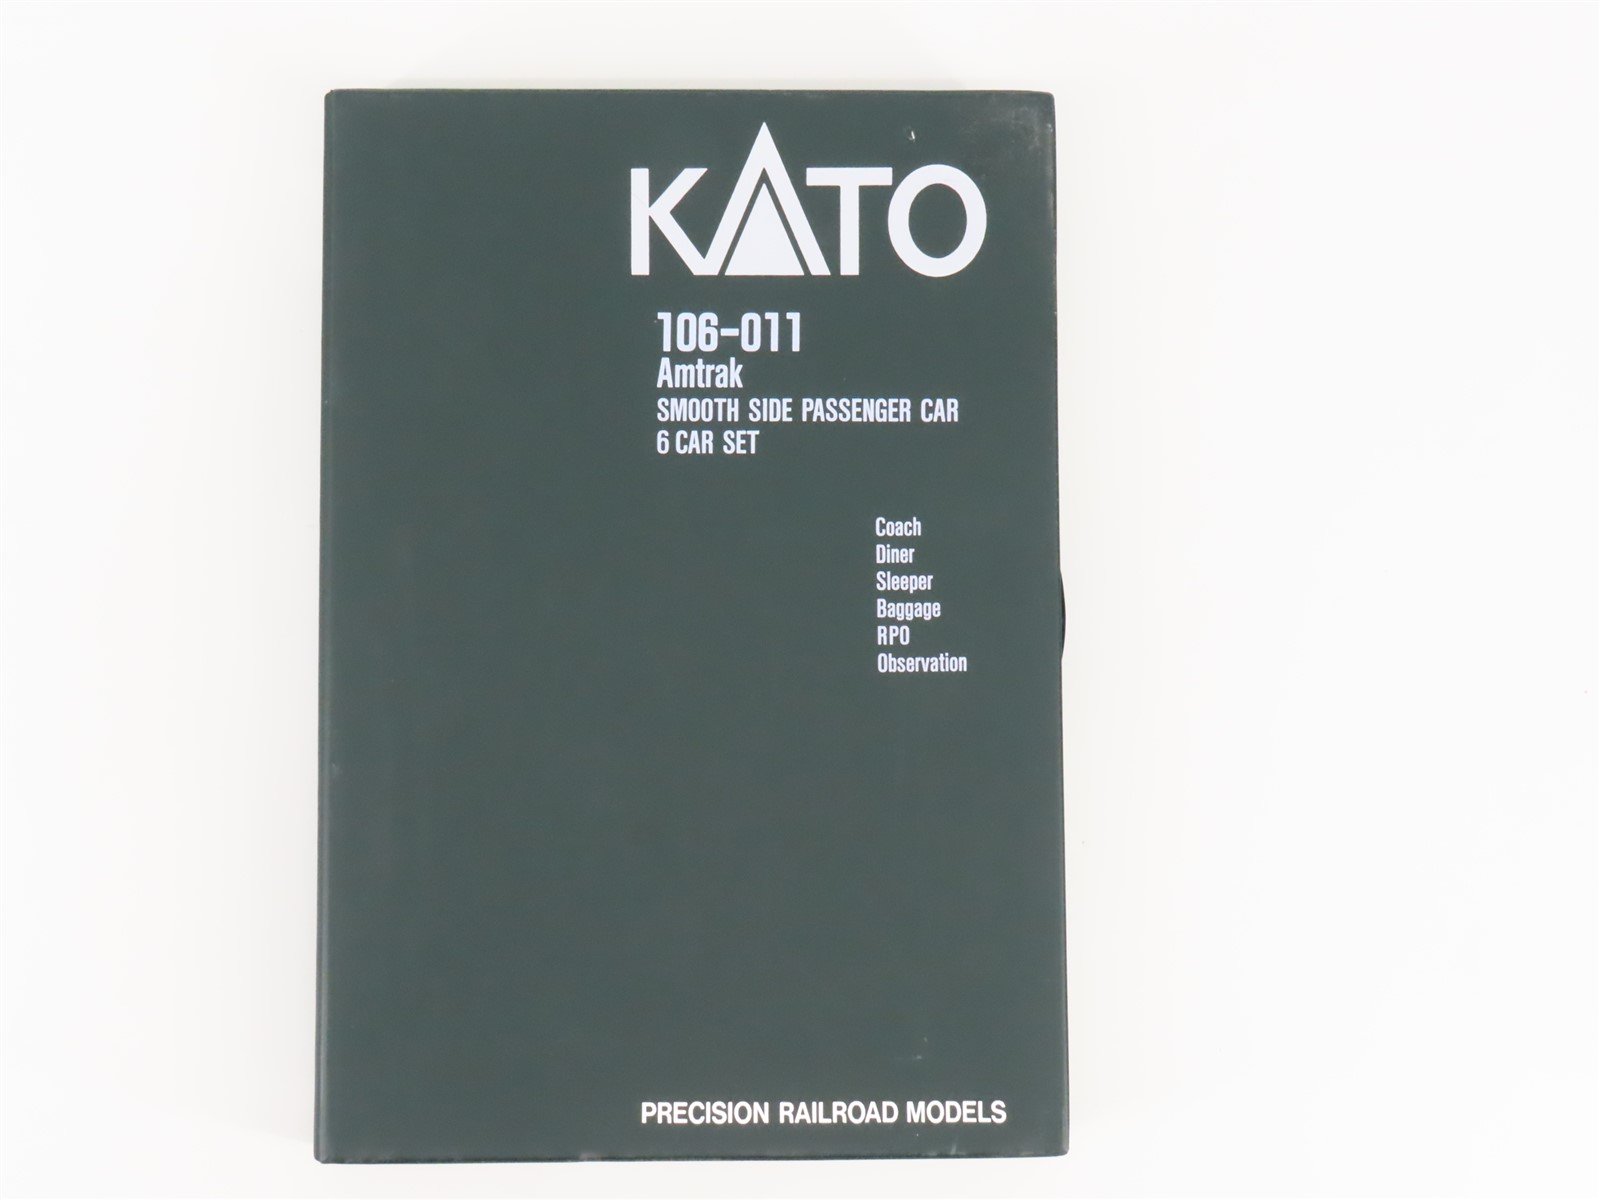 KATO
106-011
Amtrak
SMOOTH SIDE PASSENGER CAR
6 CAR SET
Coach
Diner
Sleeper
Baggage
RPO
Observation
PRECISION RAILROAD MODELS